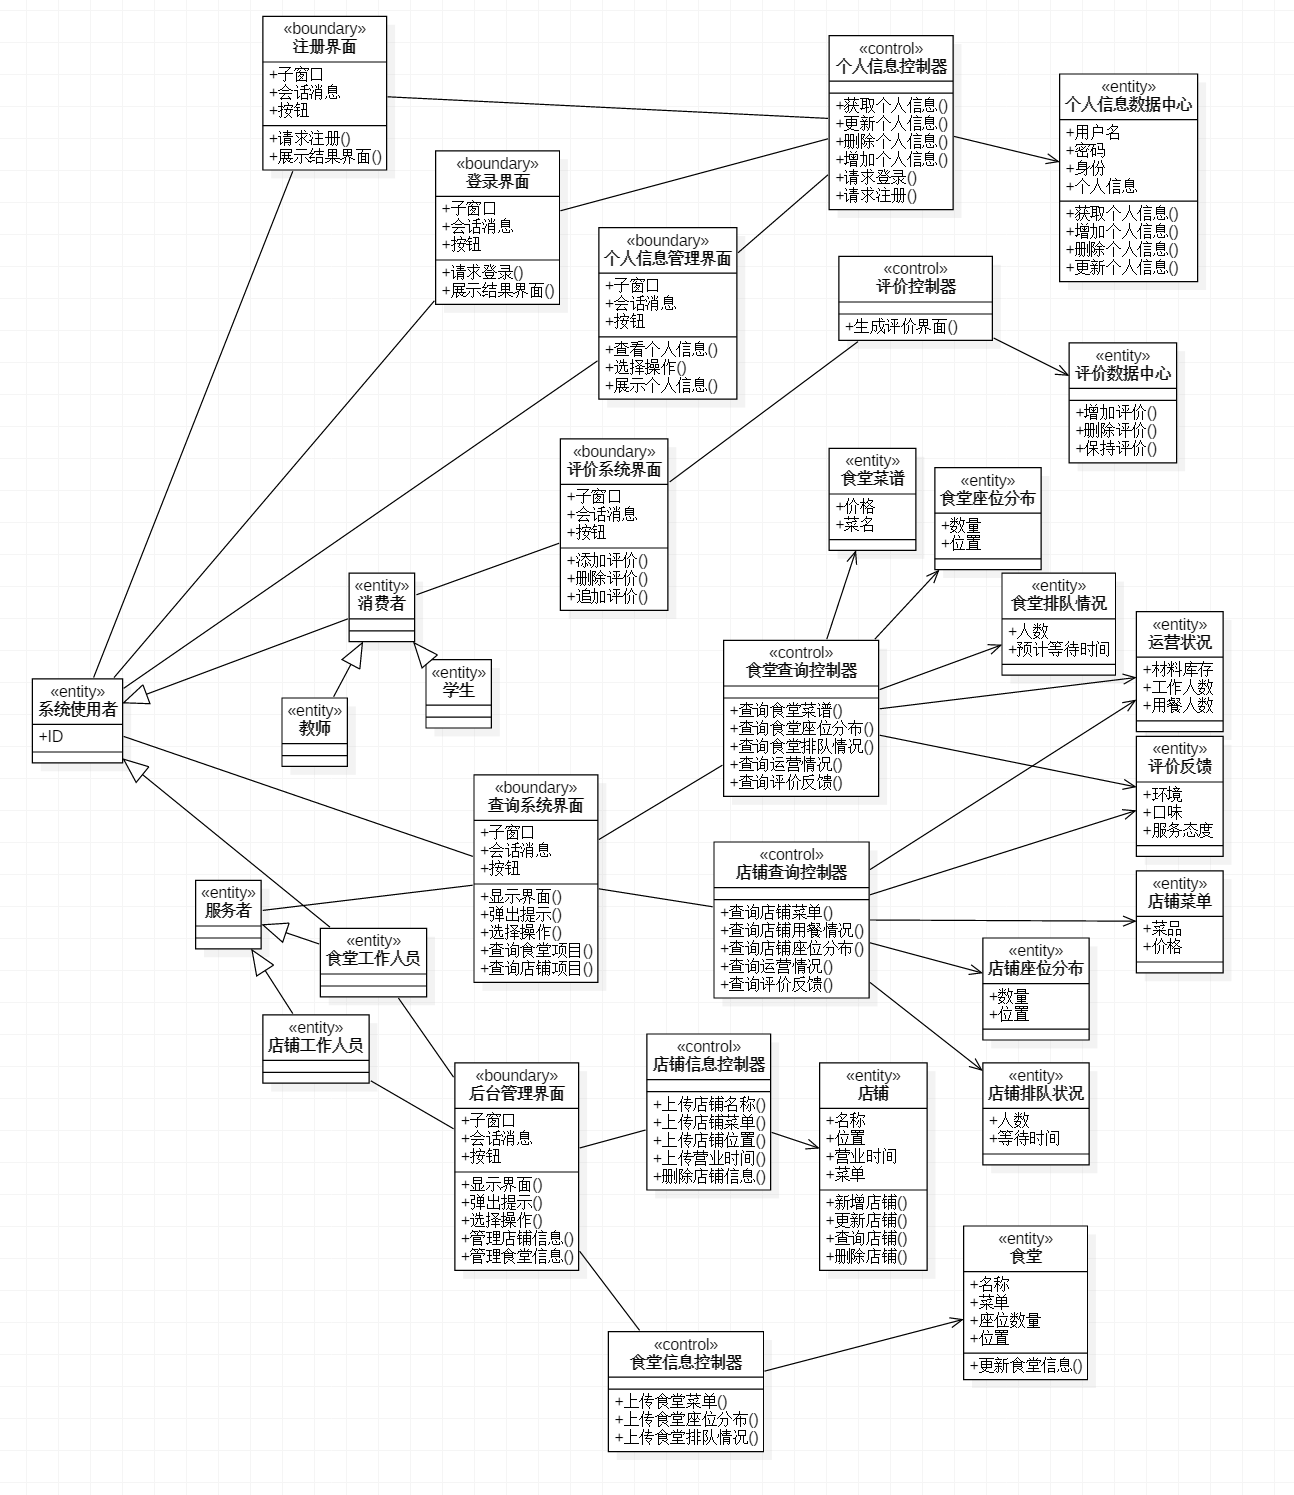 «boundary»
注册界面
+子窗口
+会话消息
+按钮
+请求注册()
+展示结果界面()
«control»
个人信息控制器
+获取个人信息()
+更新个人信息()
+删除个人信息()
+增加个人信息()
+请求登录()
+请求注册()
«entity»
个人信息数据中心
+用户名
+密码
+身份
+个人信息
+获取个人信息()
+增加个人信息()
+删除个人信息()
+更新个人信息()
«boundary»
登录界面
+子窗口
+会话消息
+按钮
+请求登录()
+展示结果界面()
«boundary»
个人信息管理界面
+子窗口
+会话消息
+按钮
+查看个人信息()
+选择操作()
+展示个人信息()
«control»
评价控制器
+生成评价界面()
«entity»
评价数据中心
+增加评价()
+删除评价()
+保持评价()
«boundary»
评价系统界面
+子窗口
+会话消息
+按钮
+添加评价()
+删除评价()
+追加评价()
«entity»
食堂菜谱
+价格
+菜名
«entity»
食堂座位分布
+数量
+位置
«entity»
消费者
«entity»
食堂排队情况
+人数
+预计等待时间
«entity»
运营状况
+材料库存
+工作人数
+用餐人数
«control»
食堂查询控制器
+查询食堂菜谱()
+查询食堂座位分布()
+查询食堂排队情况()
+查询运营情况()
+查询评价反馈()
«entity»
学生
«entity»
系统使用者
+ID
«entity»
教师
«entity»
评价反馈
+环境
+口味
+服务态度
«boundary»
查询系统界面
+子窗口
+会话消息
+按钮
+显示界面()
+弹出提示()
+选择操作()
+查询食堂项目()
+查询店铺项目()
«control»
店铺查询控制器
+查询店铺菜单()
+查询店铺用餐情况()
+查询店铺座位分布()
+查询运营情况()
+查询评价反馈()
«entity»
店铺菜单
+菜品
+价格
«entity»
服务者
«entity»
食堂工作人员
«entity»
店铺座位分布
+数量
+位置
«entity»
店铺工作人员
«boundary»
后台管理界面
+子窗口
+会话消息
+按钮
+显示界面()
+弹出提示()
+选择操作()
+管理店铺信息()
+管理食堂信息()
«control»
店铺信息控制器
+上传店铺名称()
+上传店铺菜单()
+上传店铺位置()
+上传营业时间()
+删除店铺信息()
«entity»
店铺
+名称
+位置
+营业时间
+菜单
+新增店铺()
+更新店铺()
+查询店铺()
+删除店铺()
«entity»
店铺排队状况
+人数
+等待时间
«entity»
食堂
+名称
+菜单
+座位数量
+位置
+更新食堂信息()
«control»
食堂信息控制器
+上传食堂菜单()
+上传食堂座位分布()
+上传食堂排队情况()